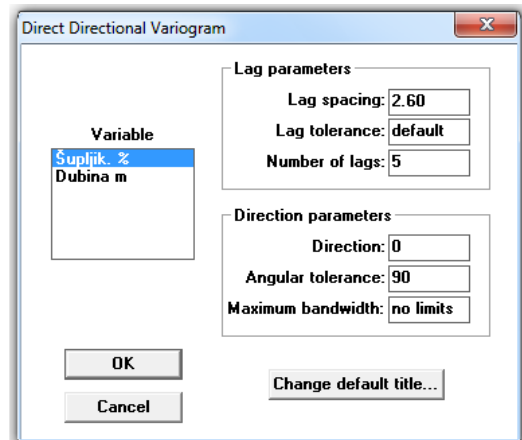 Direct Directional Variogram
Variable
Šupljik. %
Dubina m
Lag parameters
Lag spacing: 2.60
Lag tolerance: default
Number of lags: 5
Direction parameters
Direction: 0
Angular tolerance: 90
Maximum bandwidth: no limits
OK
Cancel
Change default title...